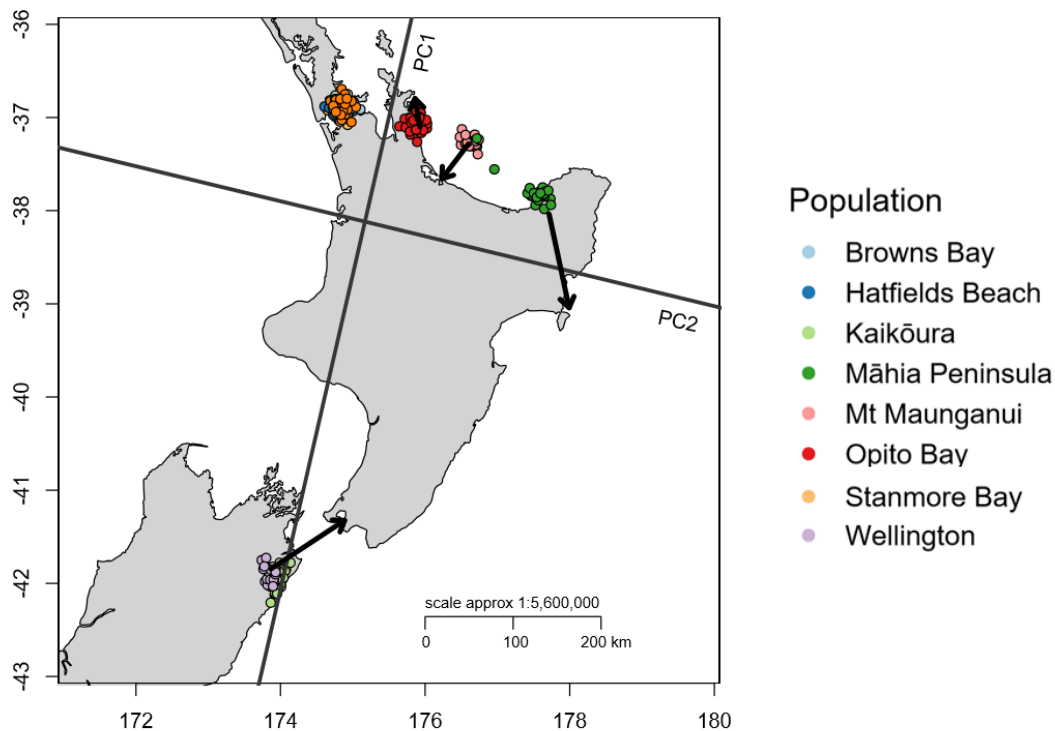 -36
-37
-38
-39
-40
-41
-42
-43
PC1
PC2
scale approx 1:5,600,000
0 100 200 km
172 174 176 178 180
Population
Browns Bay
Hatfields Beach
Kaikōura
Māhia Peninsula
Mt Maunganui
Opito Bay
Stanmore Bay
Wellington